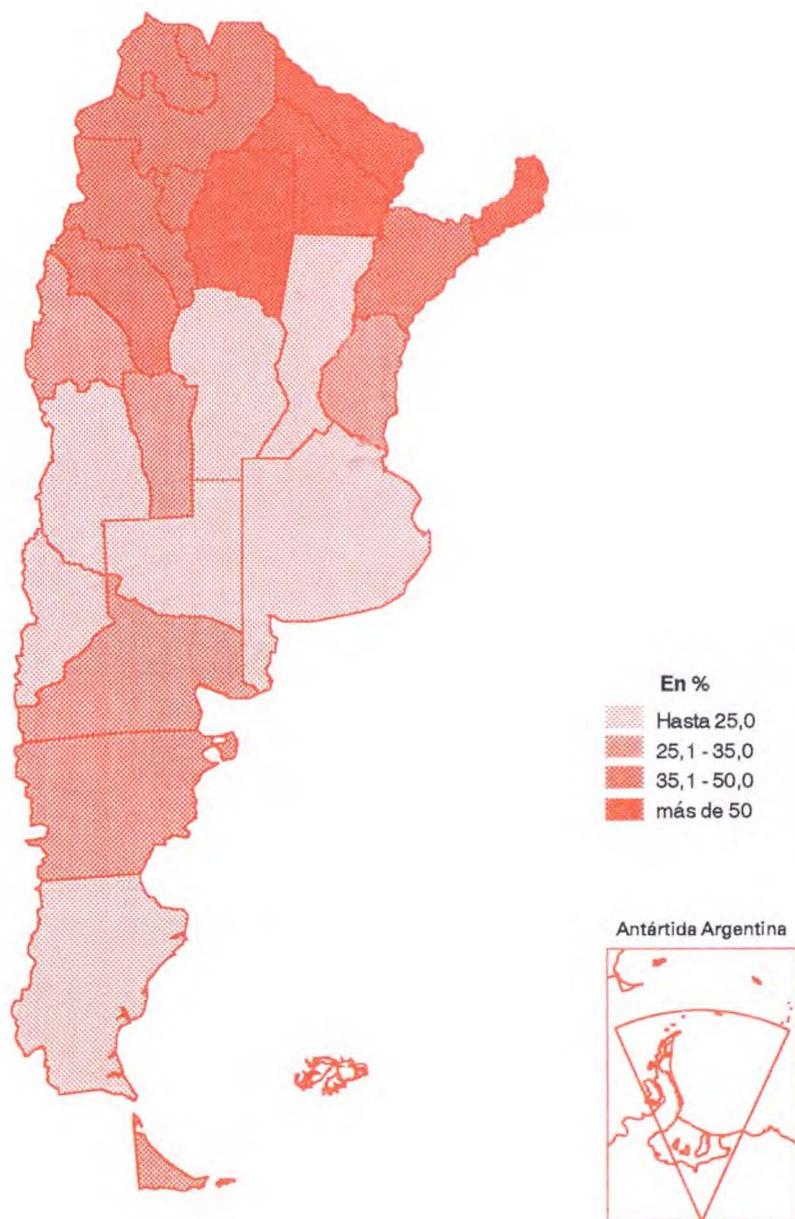 En %
Hasta 25,0
25,1 - 35,0
35,1 - 50,0
más de 50
Antártida Argentina